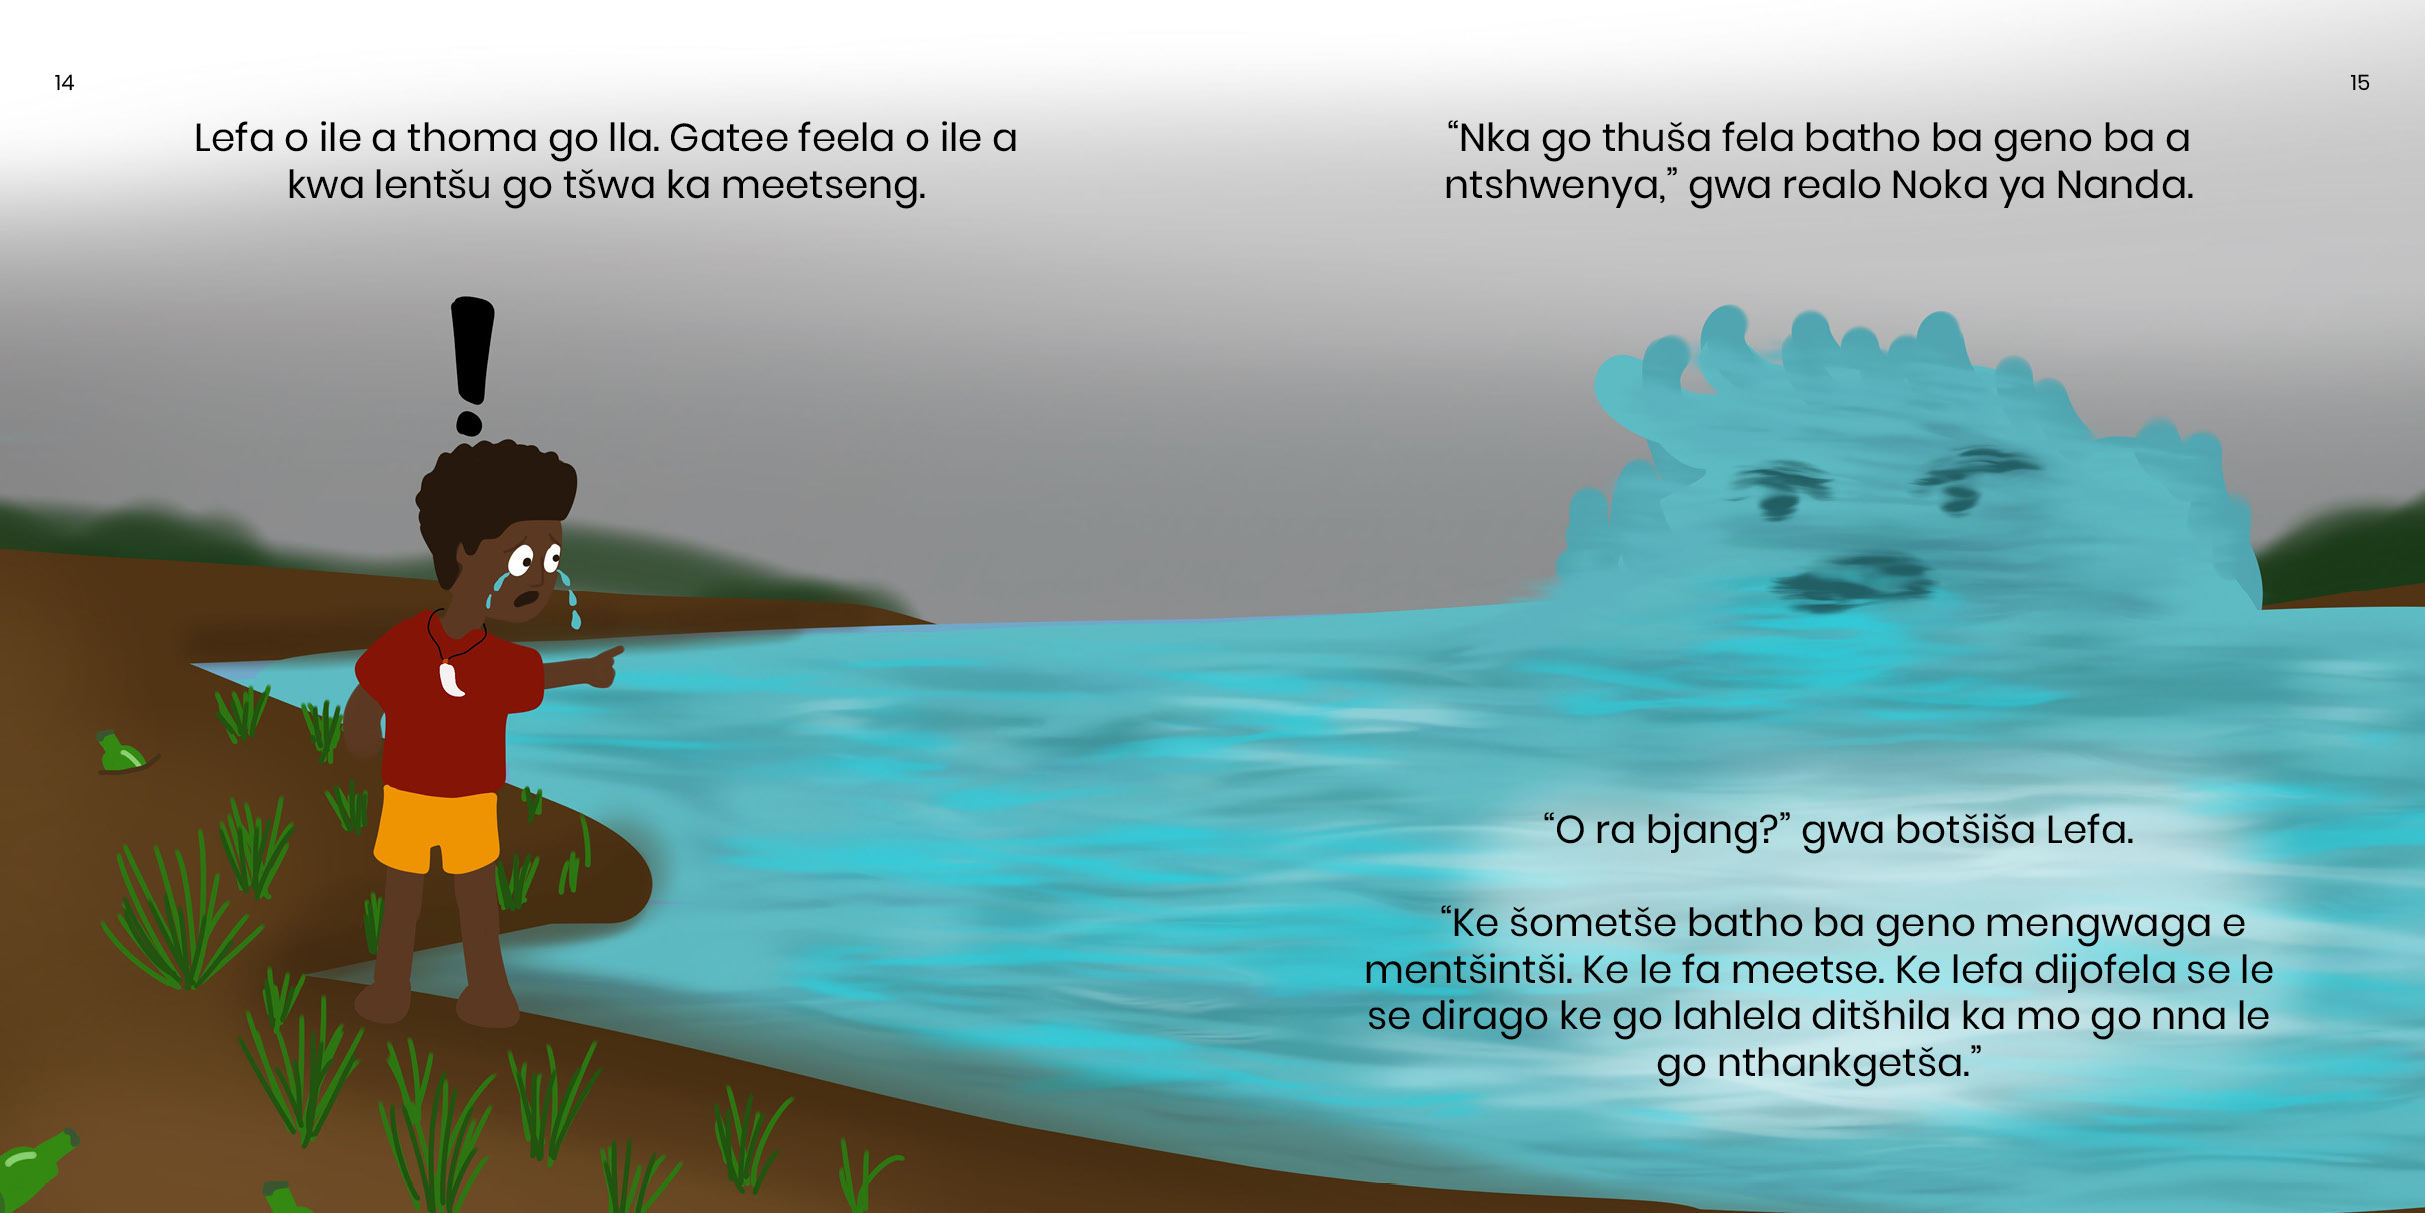 14
Lefa o ile a thoma go lla. Gatee feela o ile a
kwa lentšu go tšwa ka meetseng.
15
“Nka go thuša fela batho ba geno ba a
ntshwenya,” gwa realo Noka ya Nanda.
“O ra bjang?” gwa botšiša Lefa.
“Ke šometše batho ba geno mengwaga e
mentšintši. Ke le fa meetse. Ke lefa dijofela se le
se dirago ke go lahlela ditšhila ka mo go nna le
go nthankgetša.”